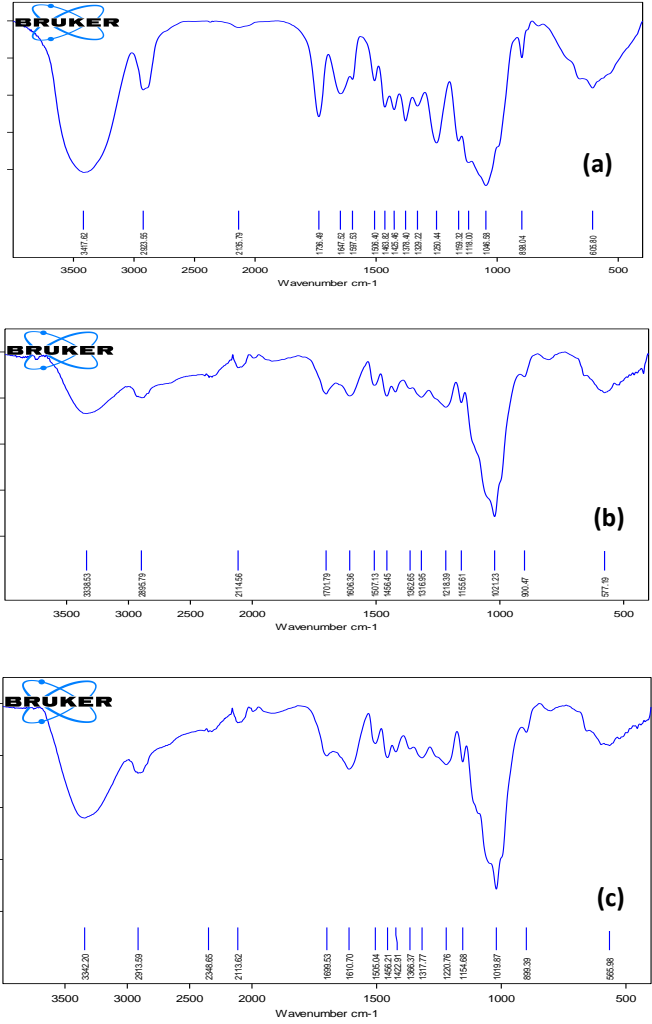 BRUKER
(a)
3417.62 2923.55 2135.79 1736.49 1647.52 1597.53 1506.40 1463.82 1425.46 1378.40 1329.22 1250.44 1159.32 1118.00 1046.58 898.04 605.80
3500 3000 2500 2000 1500 1000 500
Wavenumber cm-1
BRUKER
(b)
3338.53 2895.79 2114.56 1701.79 1606.36 1507.13 1456.45 1362.65 1316.95 1218.39 1155.61 1021.23 900.47 577.19
3500 3000 2500 2000 1500 1000 500
Wavenumber cm-1
BRUKER
(c)
3342.20 2913.59 2348.65 2113.62 1699.53 1610.70 1505.04 1456.21 1422.91 1366.37 1317.77 1220.76 1154.68 1019.87 899.39 565.98
3500 3000 2500 2000 1500 1000 500
Wavenumber cm-1